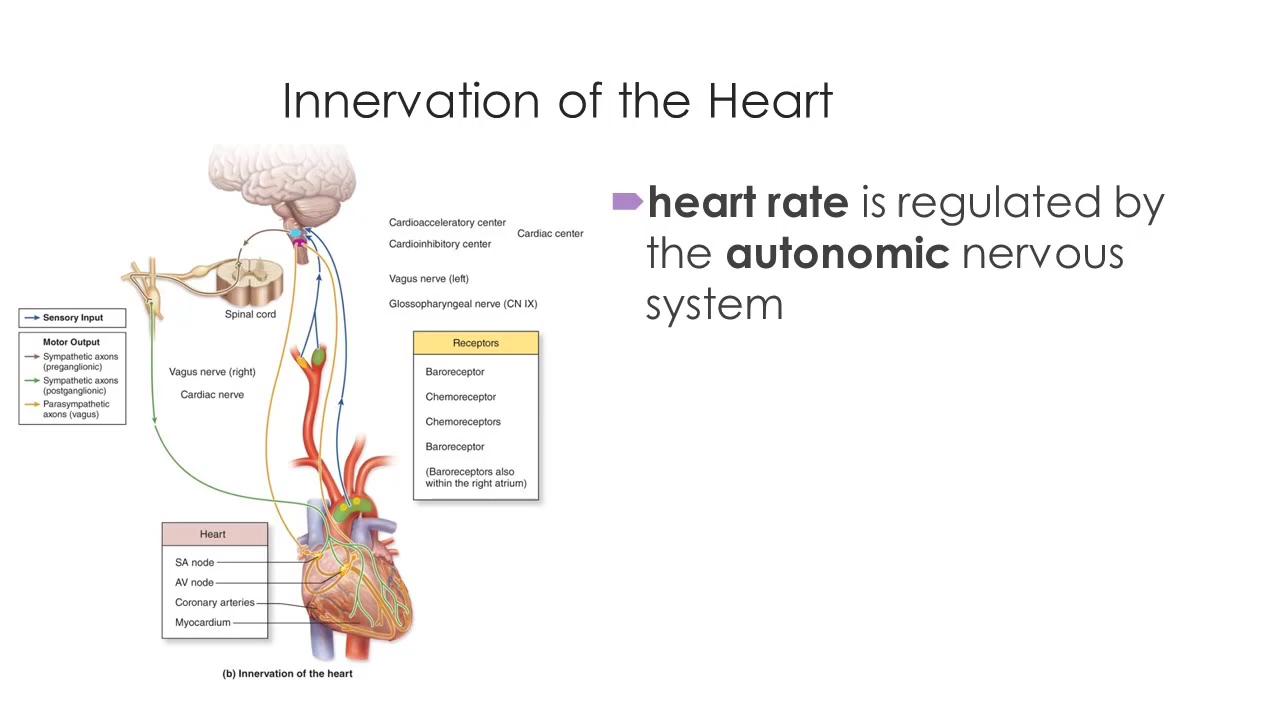 Innervation of the Heart
heart rate is regulated by
the autonomic nervous
system
Cardioacceleratory center
Cardioinhibitory center
Cardiac center
Vagus nerve (left)
Glossopharyngeal nerve (CN IX)
Spinal cord
Sensory Input
Motor Output
Sympathetic axons
(preganglionic)
Sympathetic axons
(postganglionic)
Parasympathetic
axons (vagus)
Vagus nerve (right)
Cardiac nerve
Receptors
Baroreceptor
Chemoreceptor
Chemoreceptors
Baroreceptor
(Baroreceptors also
within the right atrium)
Heart
SA node
AV node
Coronary arteries
Myocardium
(b) Innervation of the heart